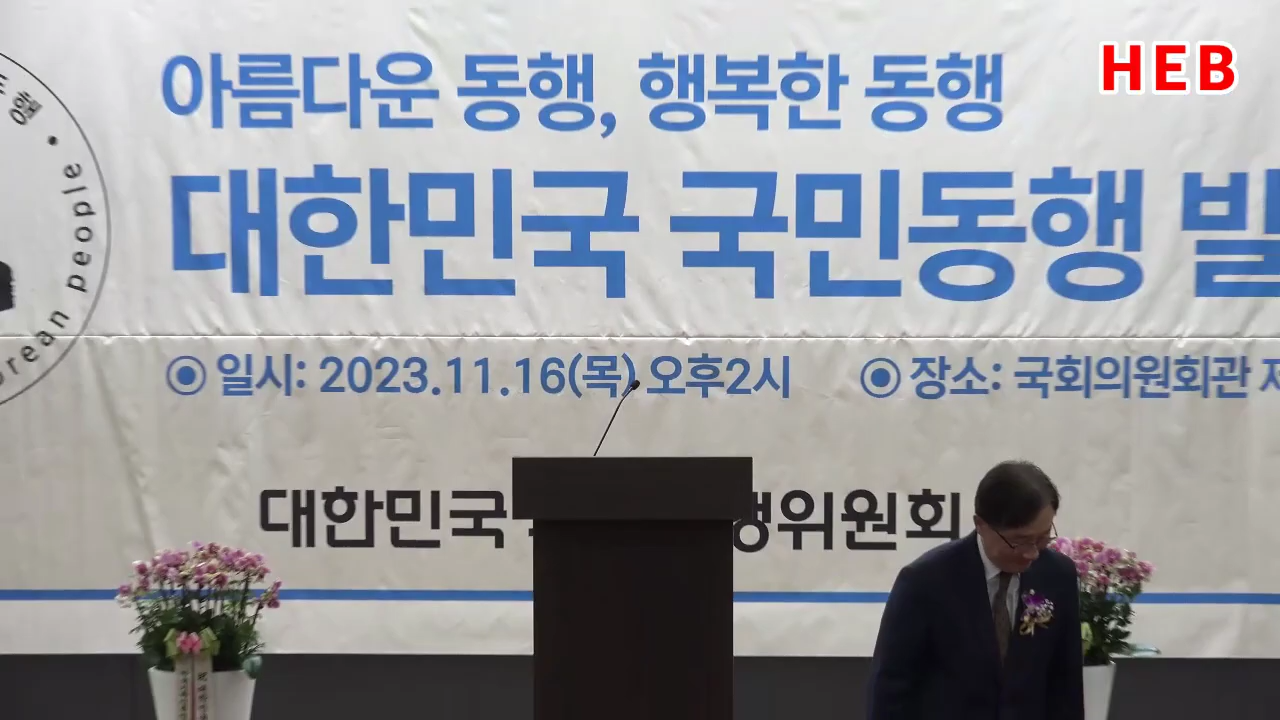 HEB
아름다운 동행, 행복한 동행
대한민국 국민동행 발
행 • people
◉ 일시: 2023.11.16(목) 오후2시 ◉ 장소: 국회의원회관
대한민국 행위원회